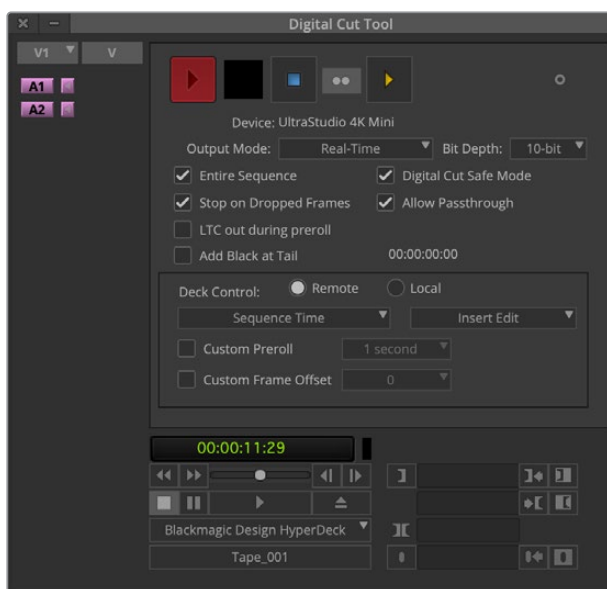 Digital Cut Tool
V1 V
A1
A2
Device: UltraStudio 4K Mini
Output Mode: Real-Time Bit Depth: 10-bit
Entire Sequence Digital Cut Safe Mode
Stop on Dropped Frames Allow Passthrough
LTC out during preroll
Add Black at Tail 00:00:00:00
Deck Control: Remote Local
Sequence Time Insert Edit
Custom Preroll 1 second
Custom Frame Offset 0
00:00:11:29
Blackmagic Design HyperDeck
Tape_001